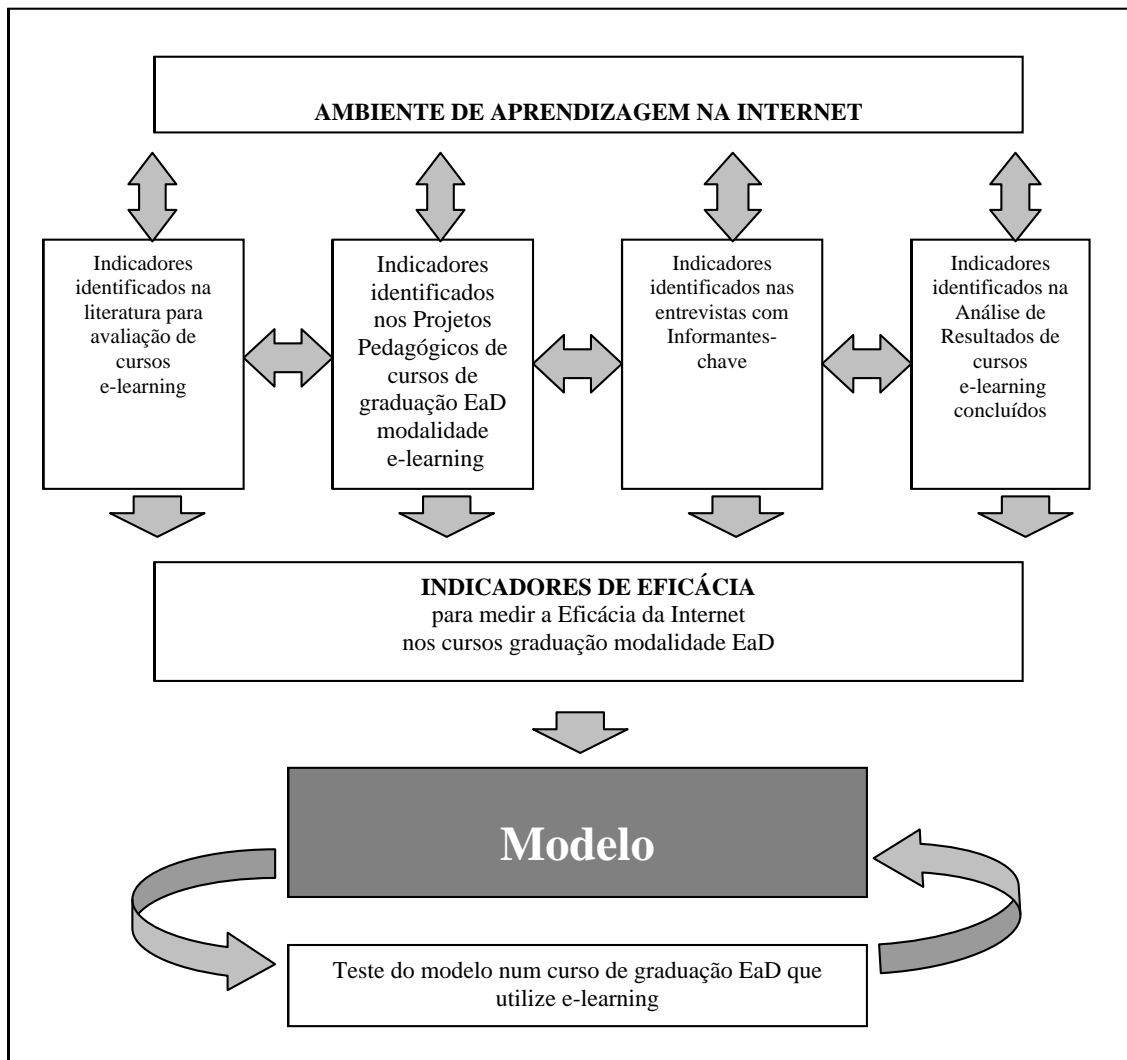 AMBIENTE DE APRENDIZAGEM NA INTERNET
Indicadores
identificados na
literatura para
avaliação de
cursos
e-learning
Indicadores
identificados
nos Projetos
Pedagógicos de
cursos de
graduação EaD
modalidade
e-learning
Indicadores
identificados nas
entrevistas com
Informantes-
chave
Indicadores
identificados na
Análise de
Resultados de
cursos
e-learning
concluídos
INDICADORES DE EFICÁCIA
para medir a Eficácia da Internet
nos cursos graduação modalidade EaD
Modelo
Teste do modelo num curso de graduação EaD que
utilize e-learning